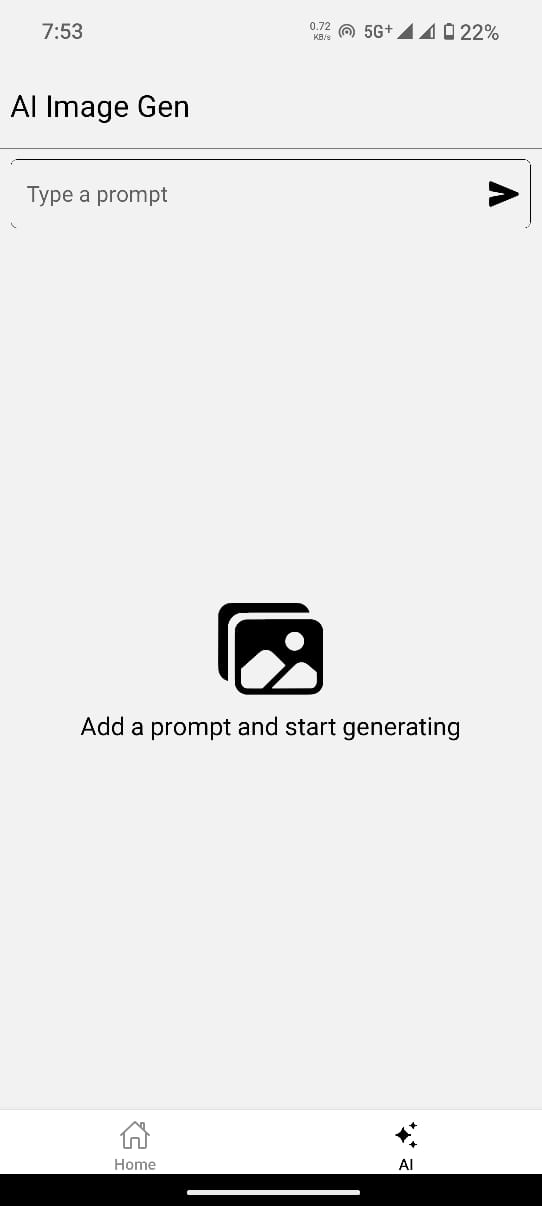 7:53
0.72
KB/s
5G+
22%
AI Image Gen
Type a prompt
Add a prompt and start generating
Home
AI